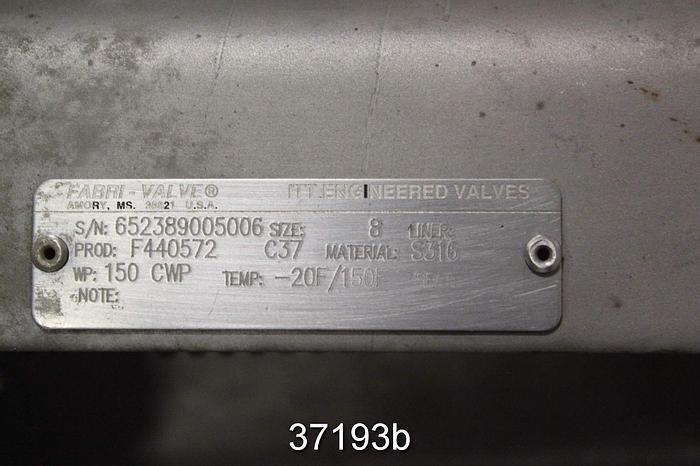 FABRI-VALVE® ITT ENGINEERED VALVES
AMORY, MS. 38821 U.S.A.
S/N: 652389005006 SIZE: 8 LINER:
PROD: F440572 C37 MATERIAL: S316
WP: 150 CWP TEMP: -20F/150F SEAT:
NOTE:
37193b